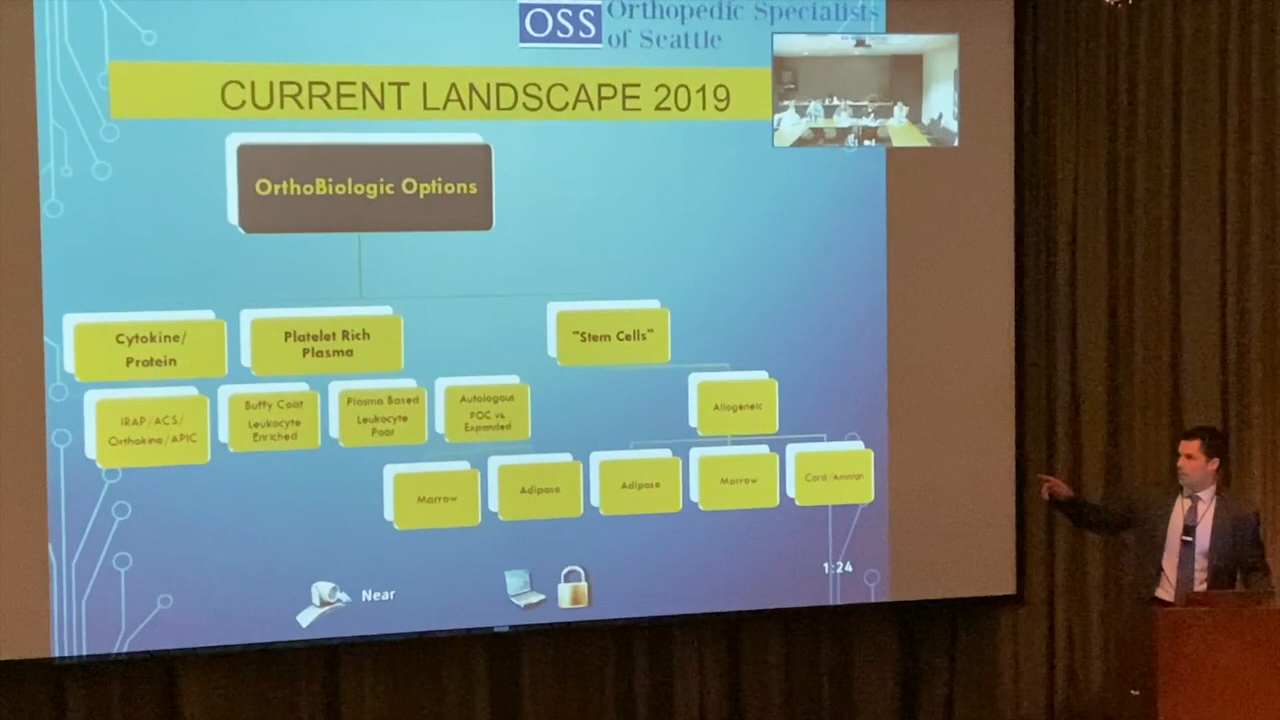 OSS
Orthopedic Specialists
of Seattle
CURRENT LANDSCAPE 2019
OrthoBiologic Options
Cytokine/
Protein
Platelet Rich
Plasma
"Stem Cells"
IRAP/ACS/
Orthokine/APIC
Buffy Coat
Leukocyte
Enriched
Plasma Based
Leukocyte
Poor
Autologous
POC vs.
Expanded
Allogeneic
Marrow
Adipose
Adipose
Marrow
Cord/Amnion
Near
1:24